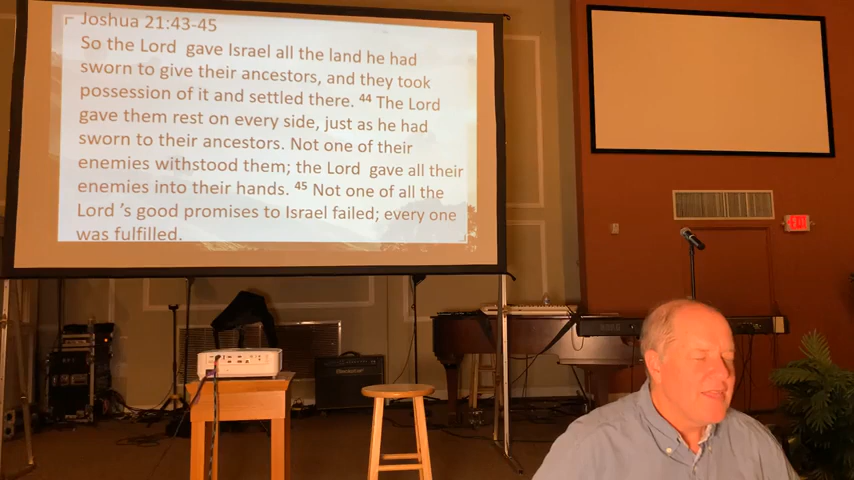 Joshua 21:43-45
So the Lord gave Israel all the land he had
sworn to give their ancestors, and they took
possession of it and settled there. ⁴⁴ The Lord
gave them rest on every side, just as he had
sworn to their ancestors. Not one of their
enemies withstood them; the Lord gave all their
enemies into their hands. ⁴⁵ Not one of all the
Lord 's good promises to Israel failed; every one
was fulfilled.